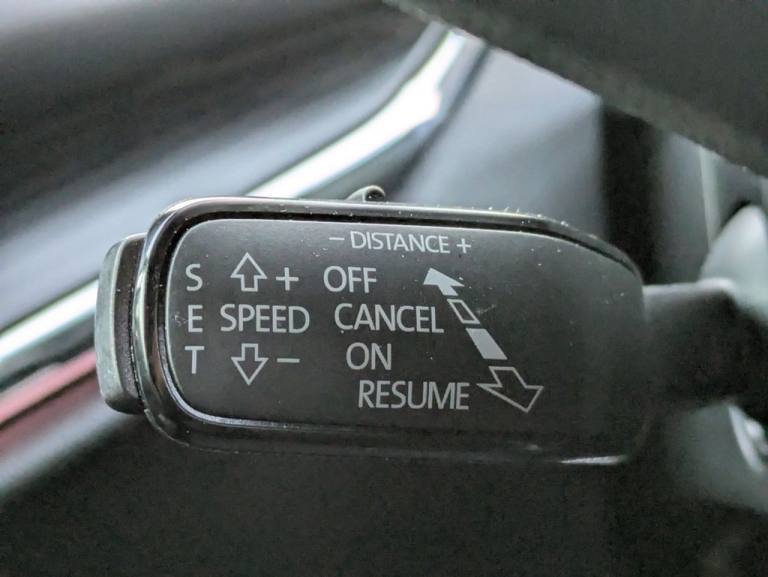 − DISTANCE +
S + OFF
E SPEED CANCEL
T − ON
RESUME